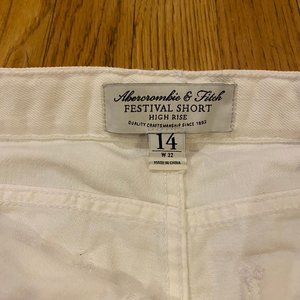 Abercrombie & Fitch
FESTIVAL SHORT
HIGH RISE
QUALITY CRAFTSMANSHIP SINCE 1892
14
W 32
MADE IN CHINA